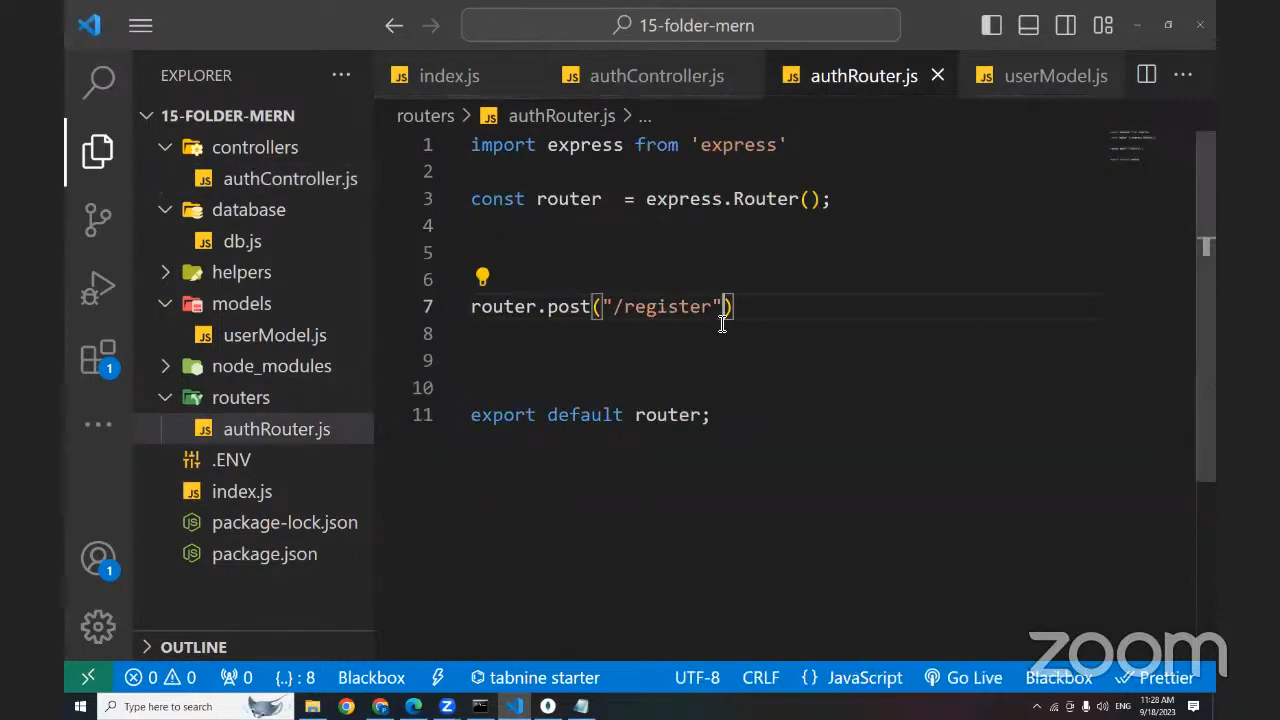 15-folder-mern
EXPLORER
15-FOLDER-MERN
controllers
authController.js
database
db.js
helpers
models
userModel.js
node_modules
routers
authRouter.js
.ENV
index.js
package-lock.json
package.json
OUTLINE
index.js
authController.js
authRouter.js
userModel.js
routers > authRouter.js > ...
1 import express from 'express'
2
3 const router  = express.Router();
4
5
6
7 router.post("/register")
8
9
10
11 export default router;
1
1
zoom
0 0 0 {..} : 8 Blackbox tabnine starter UTF-8 CRLF { } JavaScript Go Live Blackbox Prettier
Type here to search
11:28 AM
9/18/2023